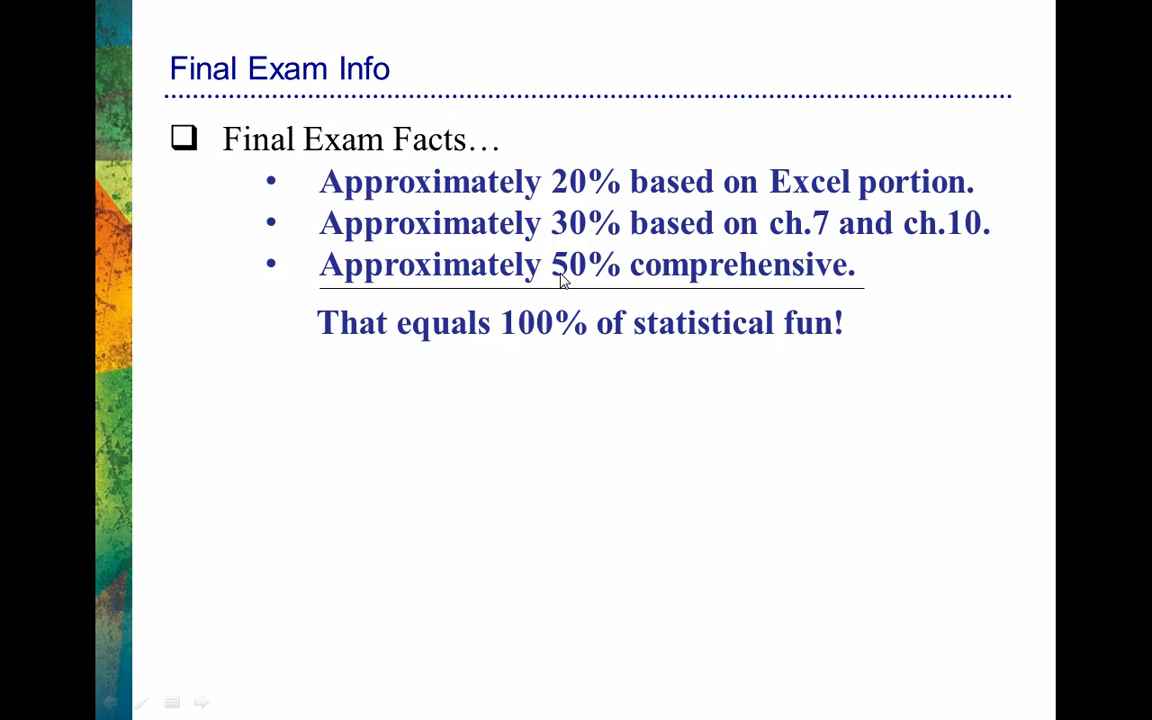 Final Exam Info
Final Exam Facts…
• Approximately 20% based on Excel portion.
• Approximately 30% based on ch.7 and ch.10.
• Approximately 50% comprehensive.
That equals 100% of statistical fun!